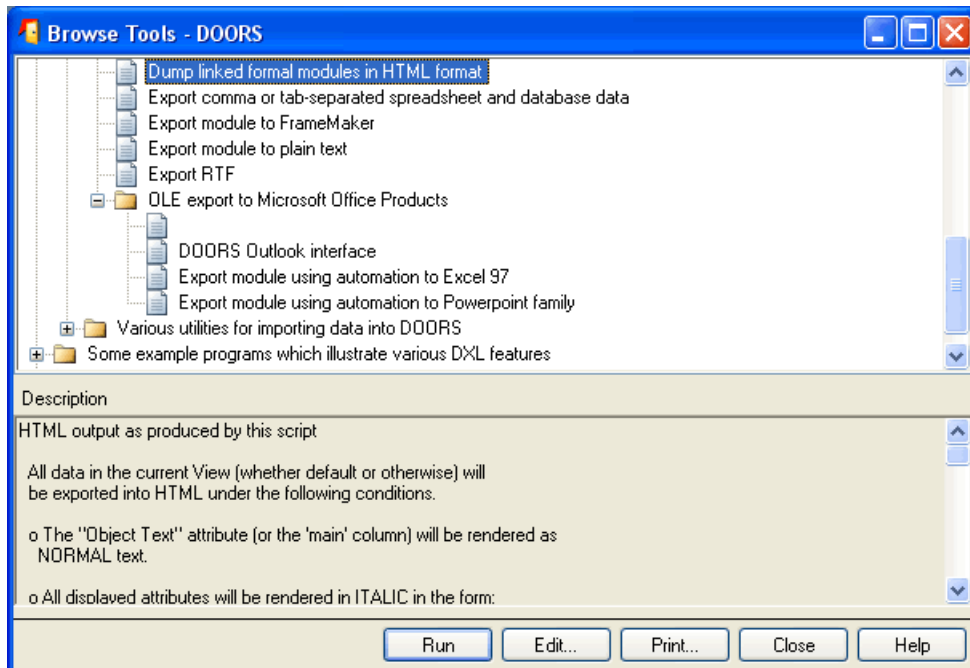 Browse Tools - DOORS
Dump linked formal modules in HTML format
Export comma or tab-separated spreadsheet and database data
Export module to FrameMaker
Export module to plain text
Export RTF
OLE export to Microsoft Office Products
DOORS Outlook interface
Export module using automation to Excel 97
Export module using automation to Powerpoint family
Various utilities for importing data into DOORS
Some example programs which illustrate various DXL features
Description
HTML output as produced by this script
All data in the current View (whether default or otherwise) will
be exported into HTML under the following conditions.
o The "Object Text" attribute (or the 'main' column) will be rendered as
NORMAL text.
o All displayed attributes will be rendered in ITALIC in the form:
Run Edit... Print... Close Help